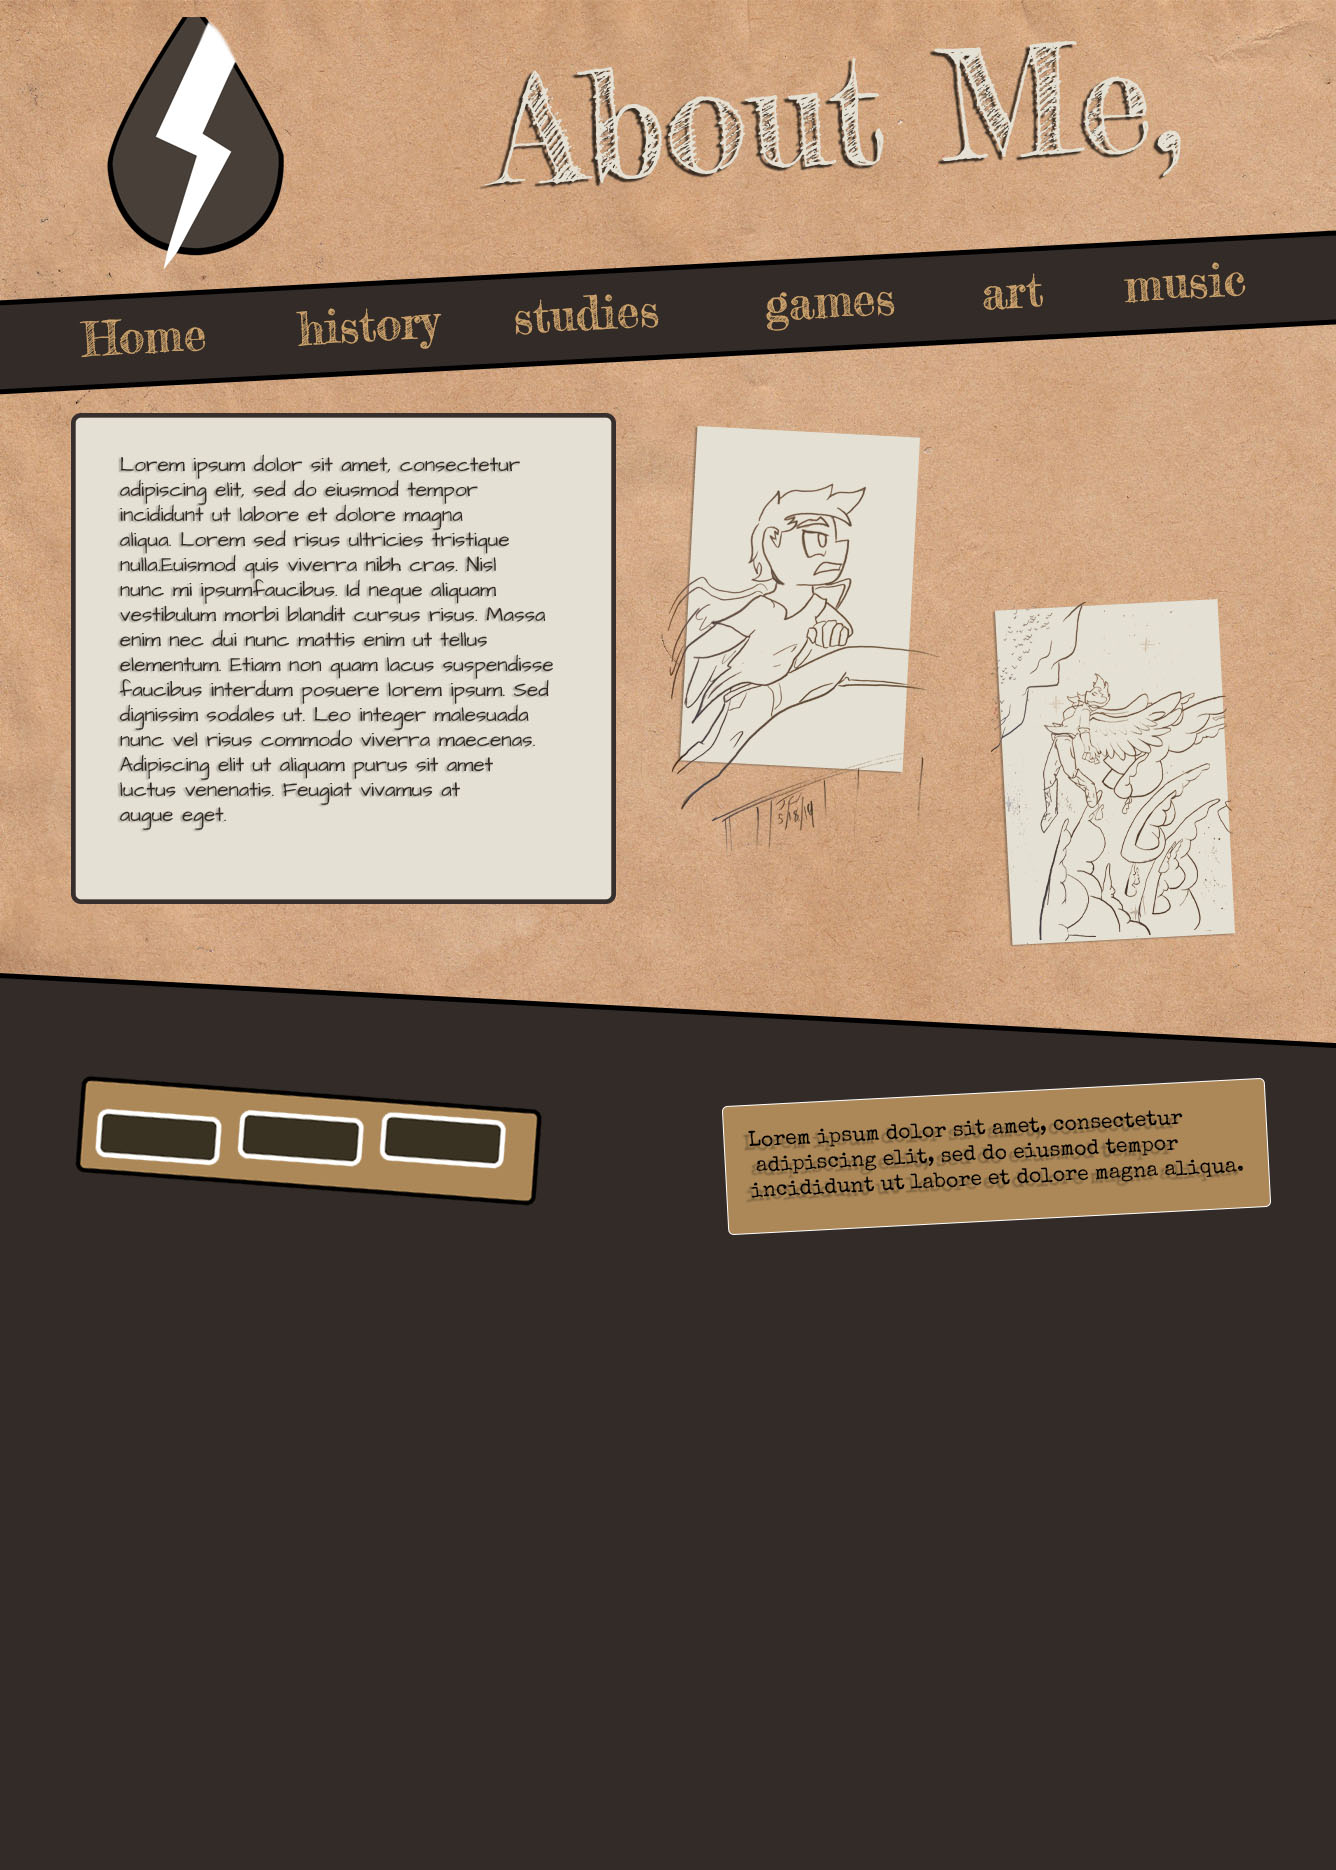 About Me,
Home history studies games art music
Lorem ipsum dolor sit amet, consectetur
adipiscing elit, sed do eiusmod tempor
incididunt ut labore et dolore magna
aliqua. Lorem sed risus ultricies tristique
nulla.Euismod quis viverra nibh cras. Nisl
nunc mi ipsumfaucibus. Id neque aliquam
vestibulum morbi blandit cursus risus. Massa
enim nec dui nunc mattis enim ut tellus
elementum. Etiam non quam lacus suspendisse
faucibus interdum posuere lorem ipsum. Sed
dignissim sodales ut. Leo integer malesuada
nunc vel risus commodo viverra maecenas.
Adipiscing elit ut aliquam purus sit amet
luctus venenatis. Feugiat vivamus at
augue eget.
5/18/19
Lorem ipsum dolor sit amet, consectetur
adipiscing elit, sed do eiusmod tempor
incididunt ut labore et dolore magna aliqua.